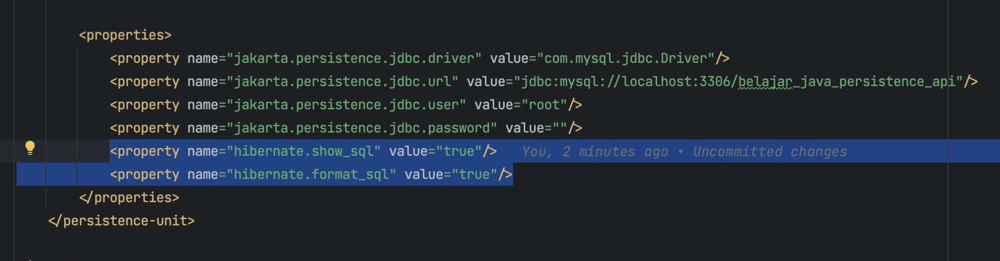 <properties>
<property name="jakarta.persistence.jdbc.driver" value="com.mysql.jdbc.Driver"/>
<property name="jakarta.persistence.jdbc.url" value="jdbc:mysql://localhost:3306/belajar_java_persistence_api"/>
<property name="jakarta.persistence.jdbc.user" value="root"/>
<property name="jakarta.persistence.jdbc.password" value=""/>
<property name="hibernate.show_sql" value="true"/> You, 2 minutes ago • Uncommitted changes
<property name="hibernate.format_sql" value="true"/>
</properties>
</persistence-unit>